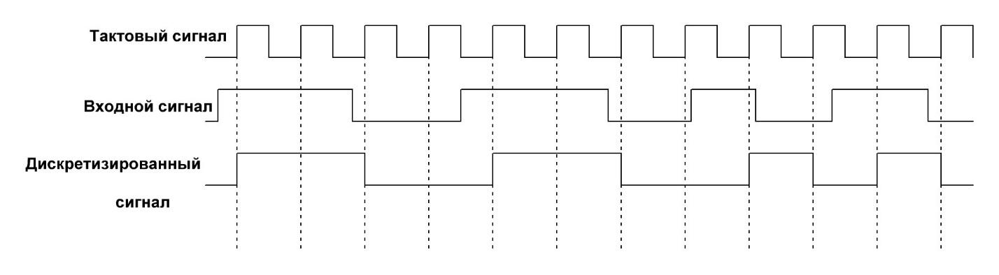 Тактовый сигнал
Входной сигнал
Дискретизированный
сигнал